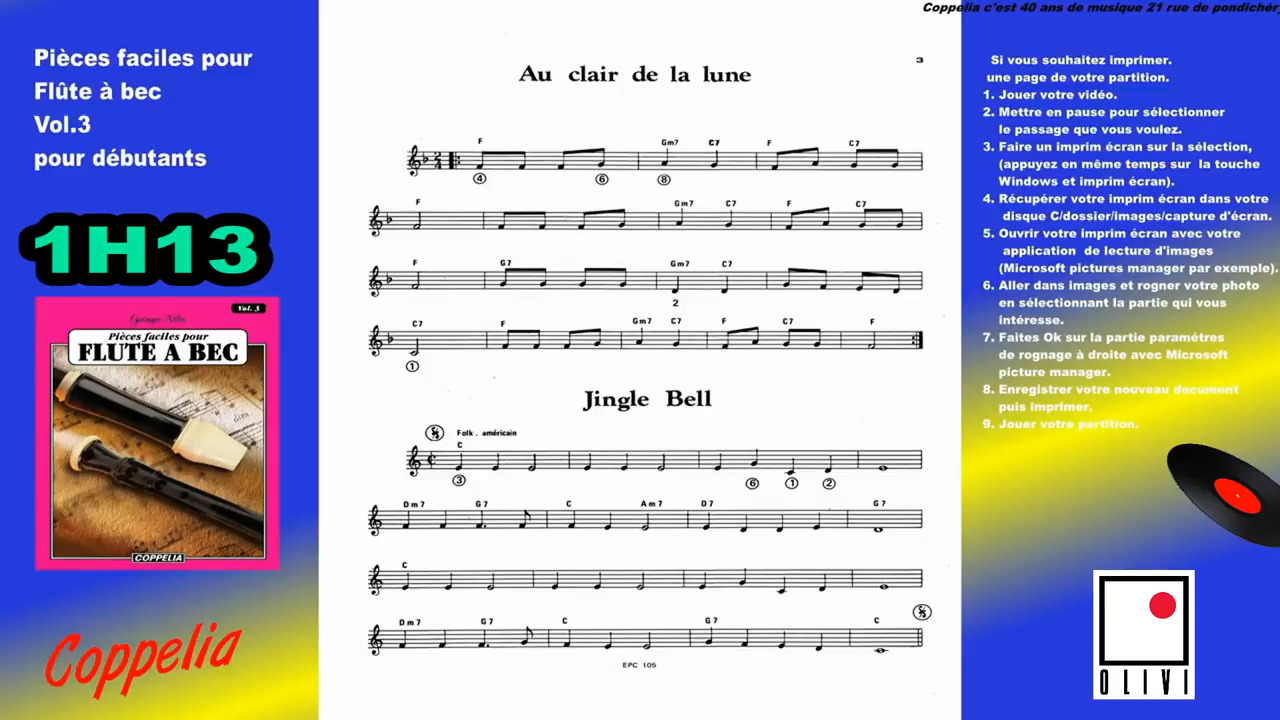 Coppelia c'est 40 ans de musique 21 rue de pondichér
Pièces faciles pour
Flûte à bec
Vol.3
pour débutants
1H13
Vol. 3
Pièces faciles pour
FLUTE A BEC
COPPELIA
Coppelia
3
Au clair de la lune
F Gm7 C7 F C7
4 6 8
F Gm7 C7 F C7
F G7 Gm7 C7
2
C7 F Gm7 C7 F C7 F
1
Jingle Bell
Folk. américain
C
3 6 1 2
Dm7 G7 C Am7 D7 G7
C
Dm7 G7 C G7 C
EPC 105
Si vous souhaitez imprimer.
une page de votre partition.
1. Jouer votre vidéo.
2. Mettre en pause pour sélectionner
le passage que vous voulez.
3. Faire un imprim écran sur la sélection,
(appuyez en même temps sur la touche
Windows et imprim écran).
4. Récupérer votre imprim écran dans votre
disque C/dossier/images/capture d'écran.
5. Ouvrir votre imprim écran avec votre
application de lecture d'images
(Microsoft pictures manager par exemple).
6. Aller dans images et rogner votre photo
en sélectionnant la partie qui vous
intéresse.
7. Faites Ok sur la partie paramétres
de rognage à droite avec Microsoft
picture manager.
8. Enregistrer votre nouveau document
puis imprimer.
9. Jouer votre partition.
OLIVI